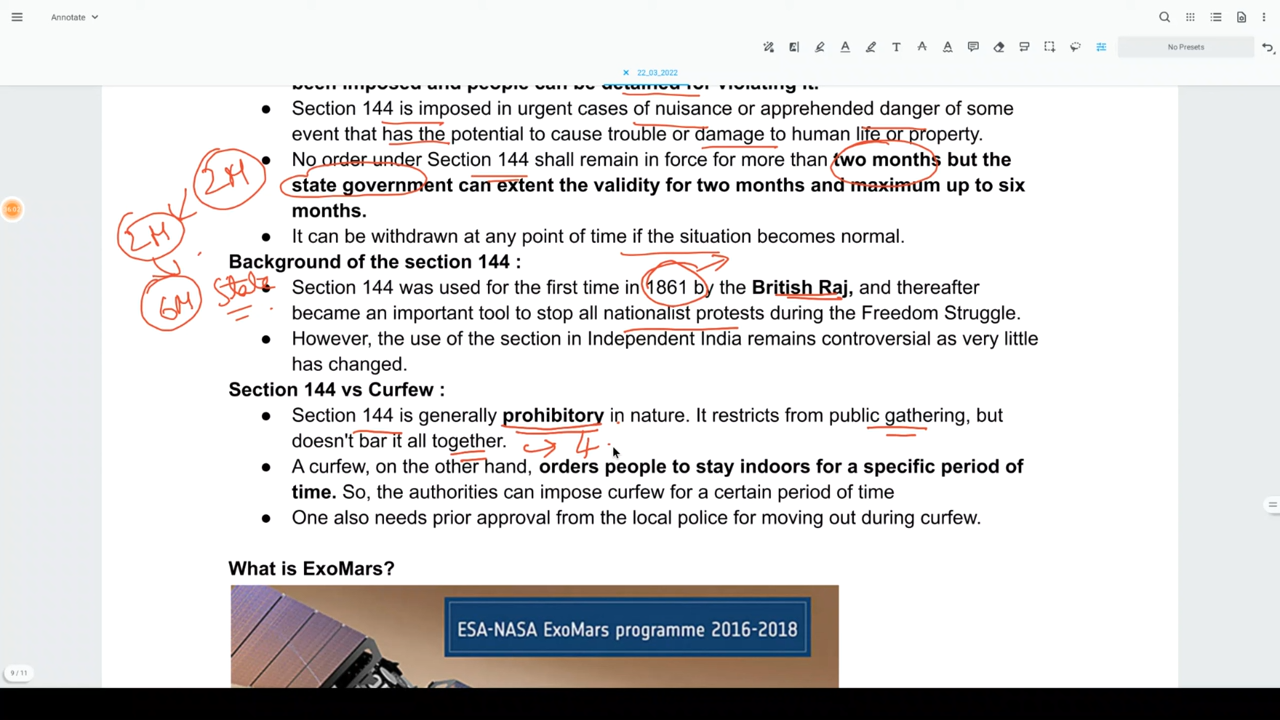 Annotate
No Presets
22_03_2022
been imposed and people can be detained for violating it.
● Section 144 is imposed in urgent cases of nuisance or apprehended danger of some
event that has the potential to cause trouble or damage to human life or property.
● No order under Section 144 shall remain in force for more than two months but the
state government can extent the validity for two months and maximum up to six
months.
2M
2M
6M State
● It can be withdrawn at any point of time if the situation becomes normal.
Background of the section 144 :
● Section 144 was used for the first time in 1861 by the British Raj, and thereafter
became an important tool to stop all nationalist protests during the Freedom Struggle.
● However, the use of the section in Independent India remains controversial as very little
has changed.
Section 144 vs Curfew :
● Section 144 is generally prohibitory in nature. It restricts from public gathering, but
doesn't bar it all together. → 4
● A curfew, on the other hand, orders people to stay indoors for a specific period of
time. So, the authorities can impose curfew for a certain period of time
● One also needs prior approval from the local police for moving out during curfew.
What is ExoMars?
ESA-NASA ExoMars programme 2016-2018
9 / 11